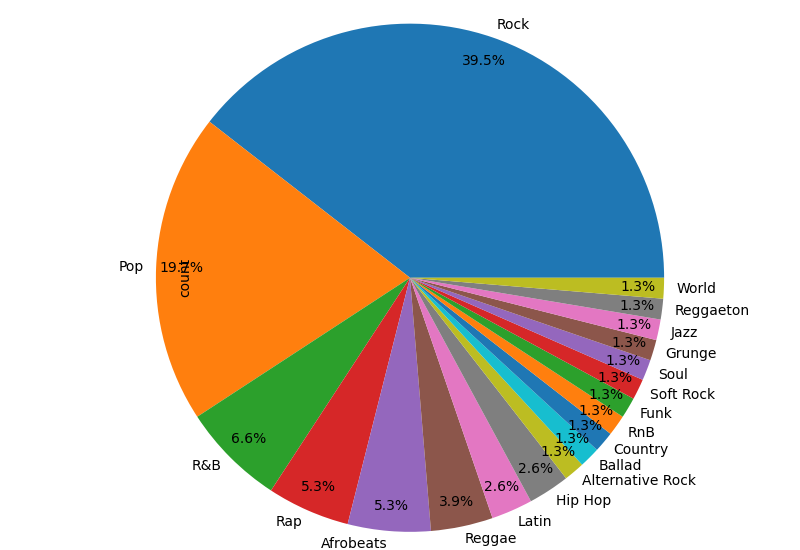 Rock
39.5%
Pop
19.7%
count
R&B
6.6%
Rap
5.3%
Afrobeats
5.3%
Reggae
3.9%
Latin
2.6%
Hip Hop
2.6%
Alternative Rock
1.3%
Ballad
1.3%
Country
1.3%
RnB
1.3%
Funk
1.3%
Soft Rock
1.3%
Soul
1.3%
Grunge
1.3%
Jazz
1.3%
Reggaeton
1.3%
World
1.3%